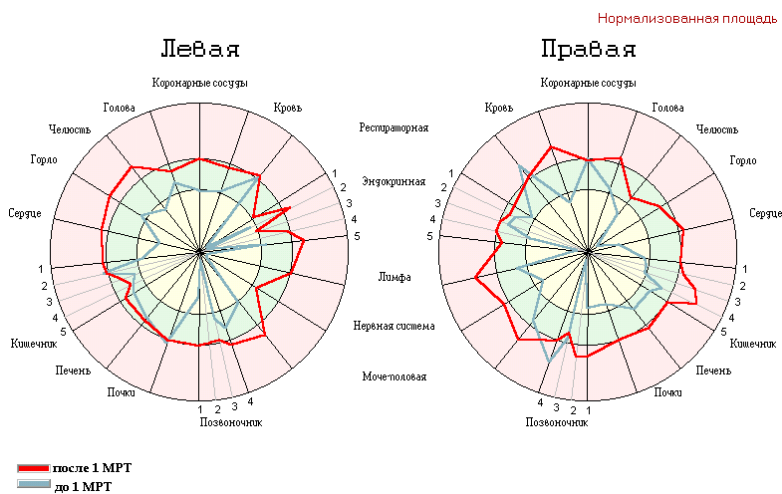 Нормализованная площадь
Левая
Правая
Коронарные сосуды
Коронарные сосуды
Голова
Кровь
Кровь
Голова
Челюсть
Респираторная
Челюсть
Горло
Горло
1
2
3
4
5
Эндокринная
1
2
3
4
5
Сердце
Сердце
1
2
3
4
5
Лимфа
1
2
3
4
5
Кишечник
Нервная система
Кишечник
Печень
Моче-половая
Печень
Почки
Почки
1
2
3
4
4
3
2
1
Позвоночник
Позвоночник
после 1 МРТ
до 1 МРТ